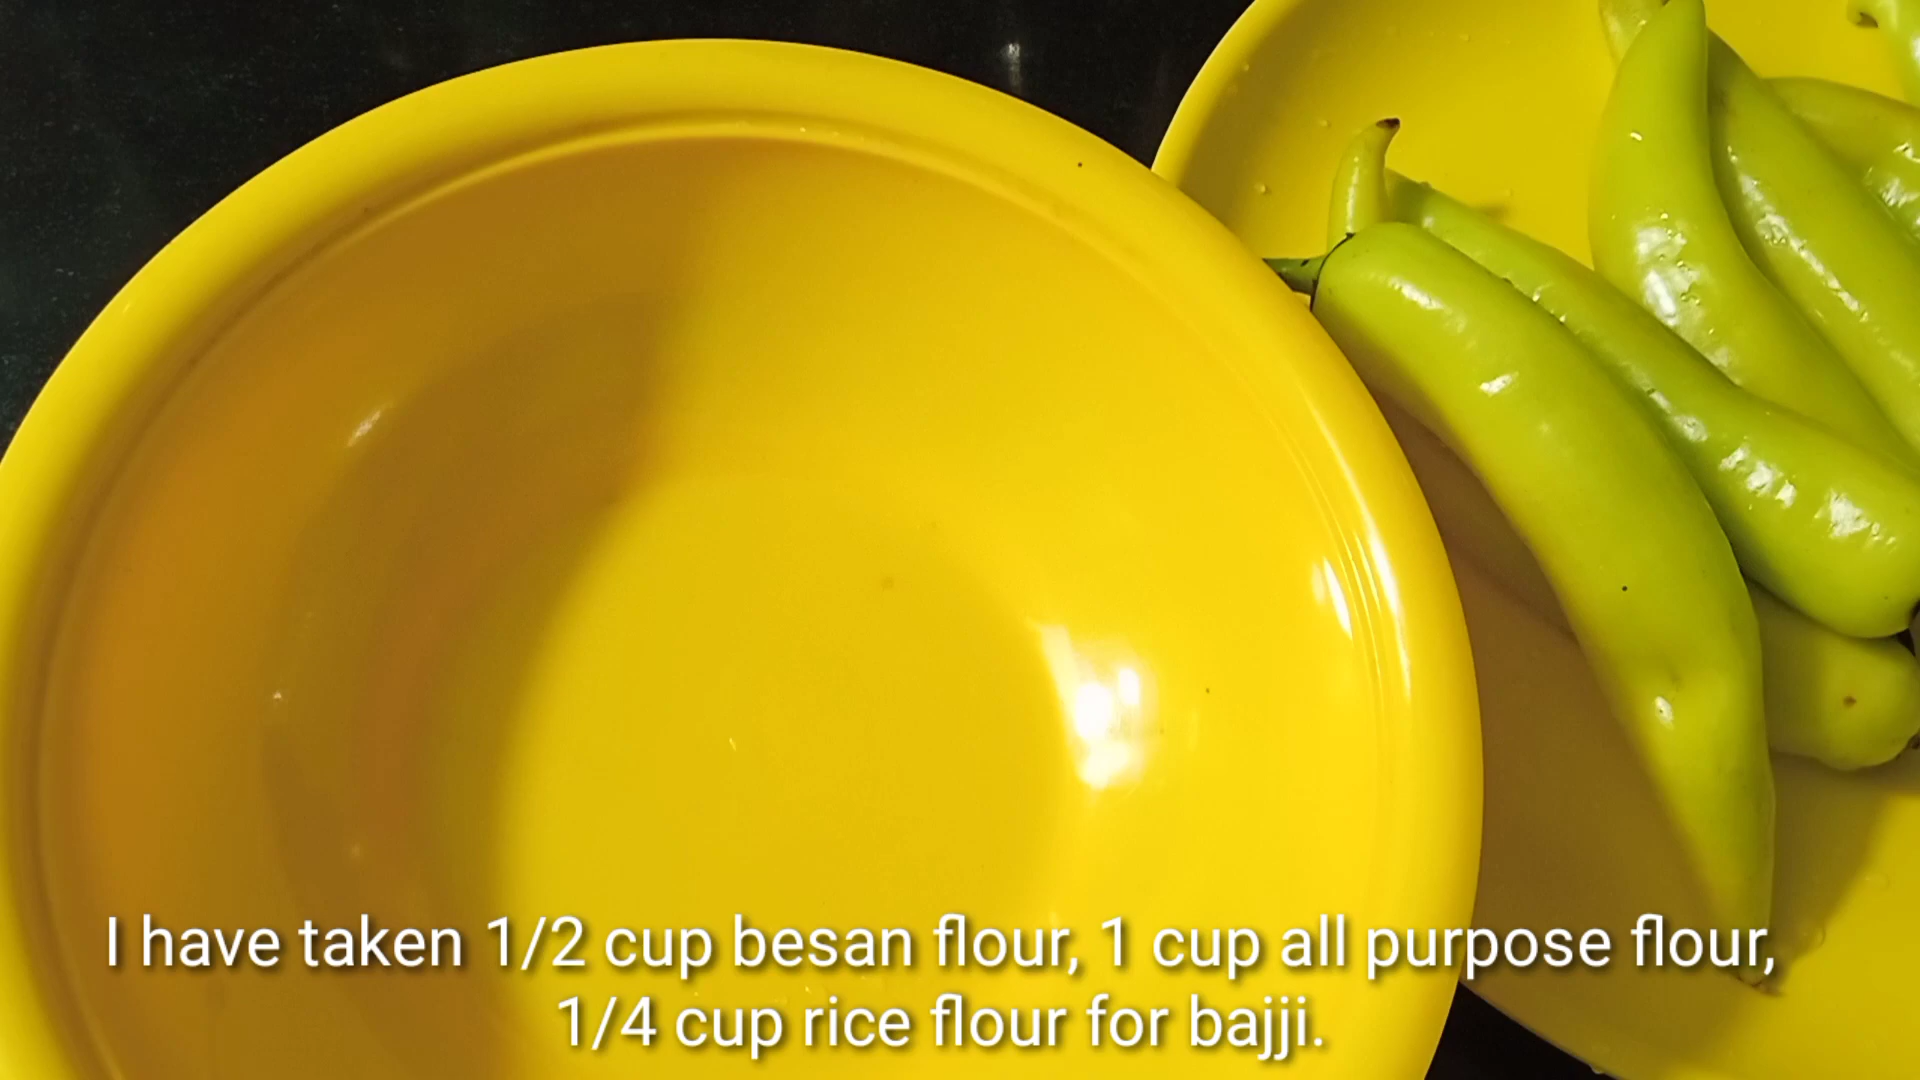 I have taken 1/2 cup besan flour, 1 cup all purpose flour,
1/4 cup rice flour for bajji.